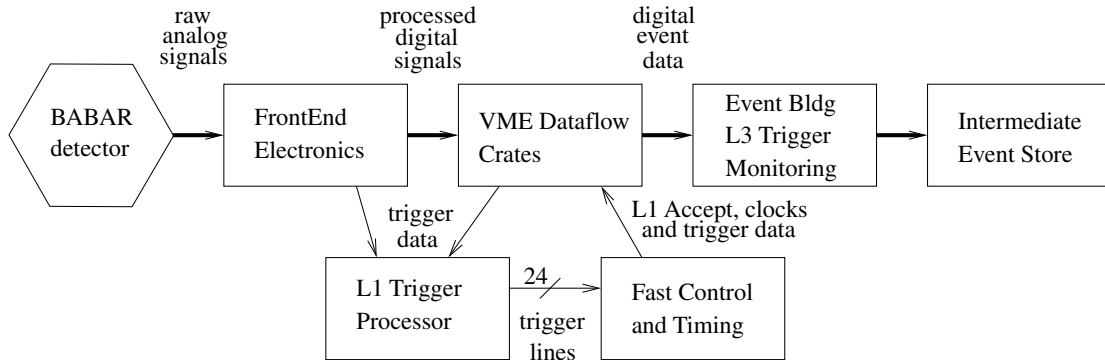 raw
analog
signals
processed
digital
signals
digital
event
data
BABAR
detector
FrontEnd
Electronics
VME Dataflow
Crates
Event Bldg
L3 Trigger
Monitoring
Intermediate
Event Store
trigger
data
L1 Accept, clocks
and trigger data
L1 Trigger
Processor
24
trigger
lines
Fast Control
and Timing